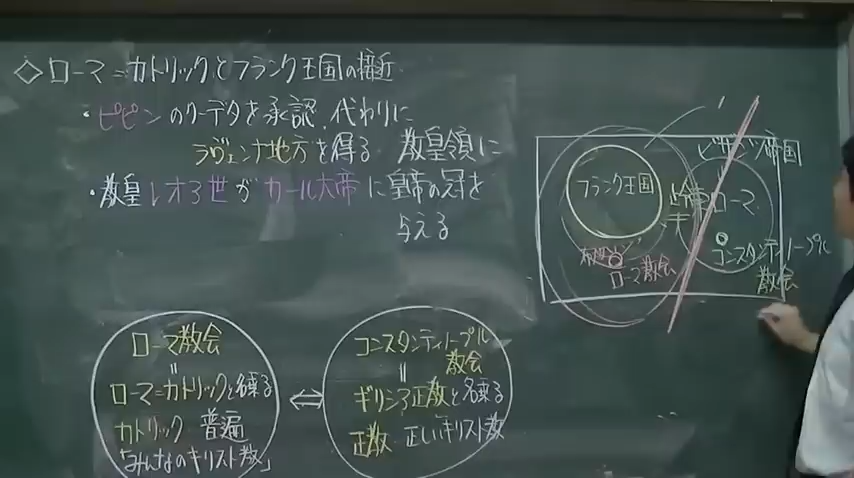 ◇ローマ=カトリックとフランク王国の接近
・ピピンのクーデタを承認、代わりに
ラヴェンナ地方を得る 教皇領に
・教皇レオ3世がカール大帝に皇帝の冠を
与える
ビザンツ帝国
フランク王国
ローマ
コンスタンティノープル
教会
ローマ教会
ローマ教会
=
ローマ=カトリックと名乗る
カトリック 普遍
「みんなのキリスト教」
⇔
コンスタンティノープル
教会
=
ギリシア正教と名乗る
正教 正しいキリスト教